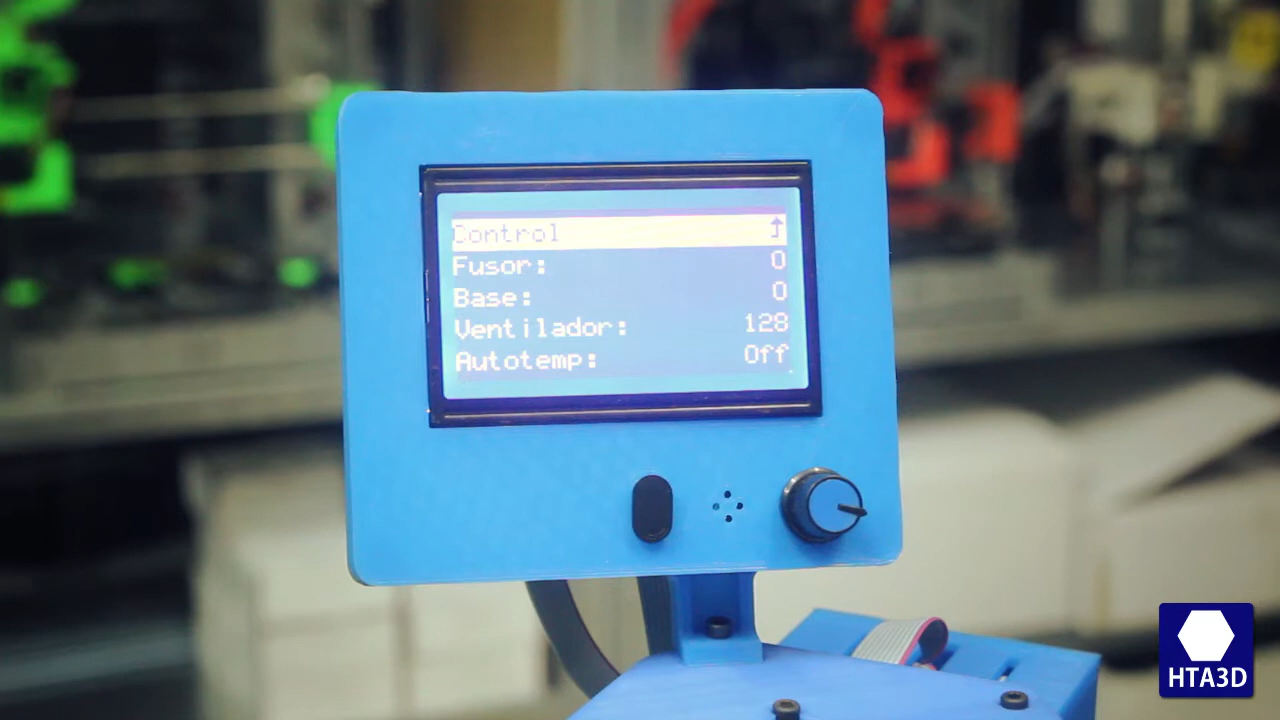 Control
Fusor: 0
Base: 0
Ventilador: 128
Autotemp: Off
HTA3D